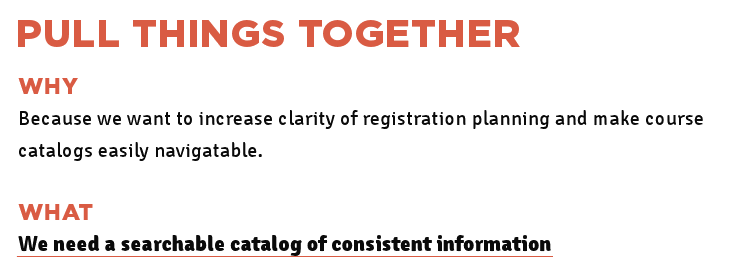 PULL THINGS TOGETHER
WHY
Because we want to increase clarity of registration planning and make course
catalogs easily navigatable.
WHAT
We need a searchable catalog of consistent information